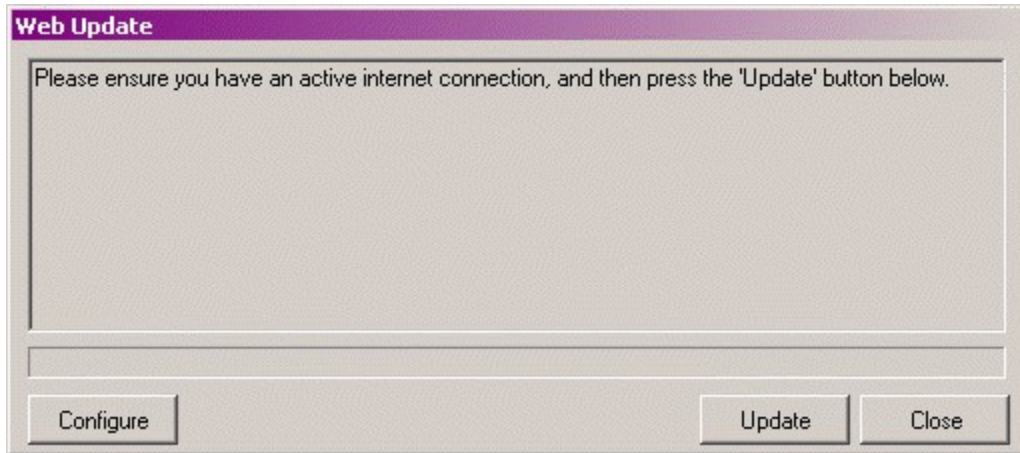 Web Update
Please ensure you have an active internet connection, and then press the 'Update' button below.
Configure
Update
Close